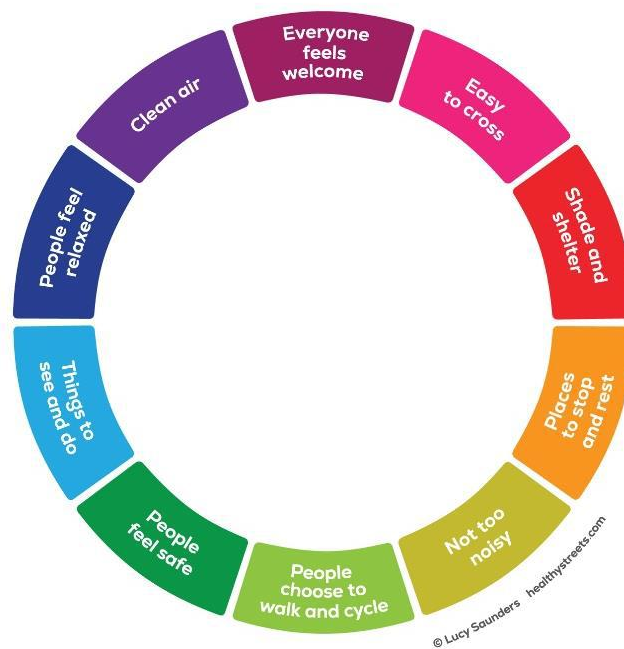 Everyone
feels
welcome
Easy
to cross
Shade and
shelter
Places
to stop
and rest
Not too
noisy
People
choose to
walk and cycle
People
feel safe
Things to
see and do
People feel
relaxed
Clean air
© Lucy Saunders healthystreets.com